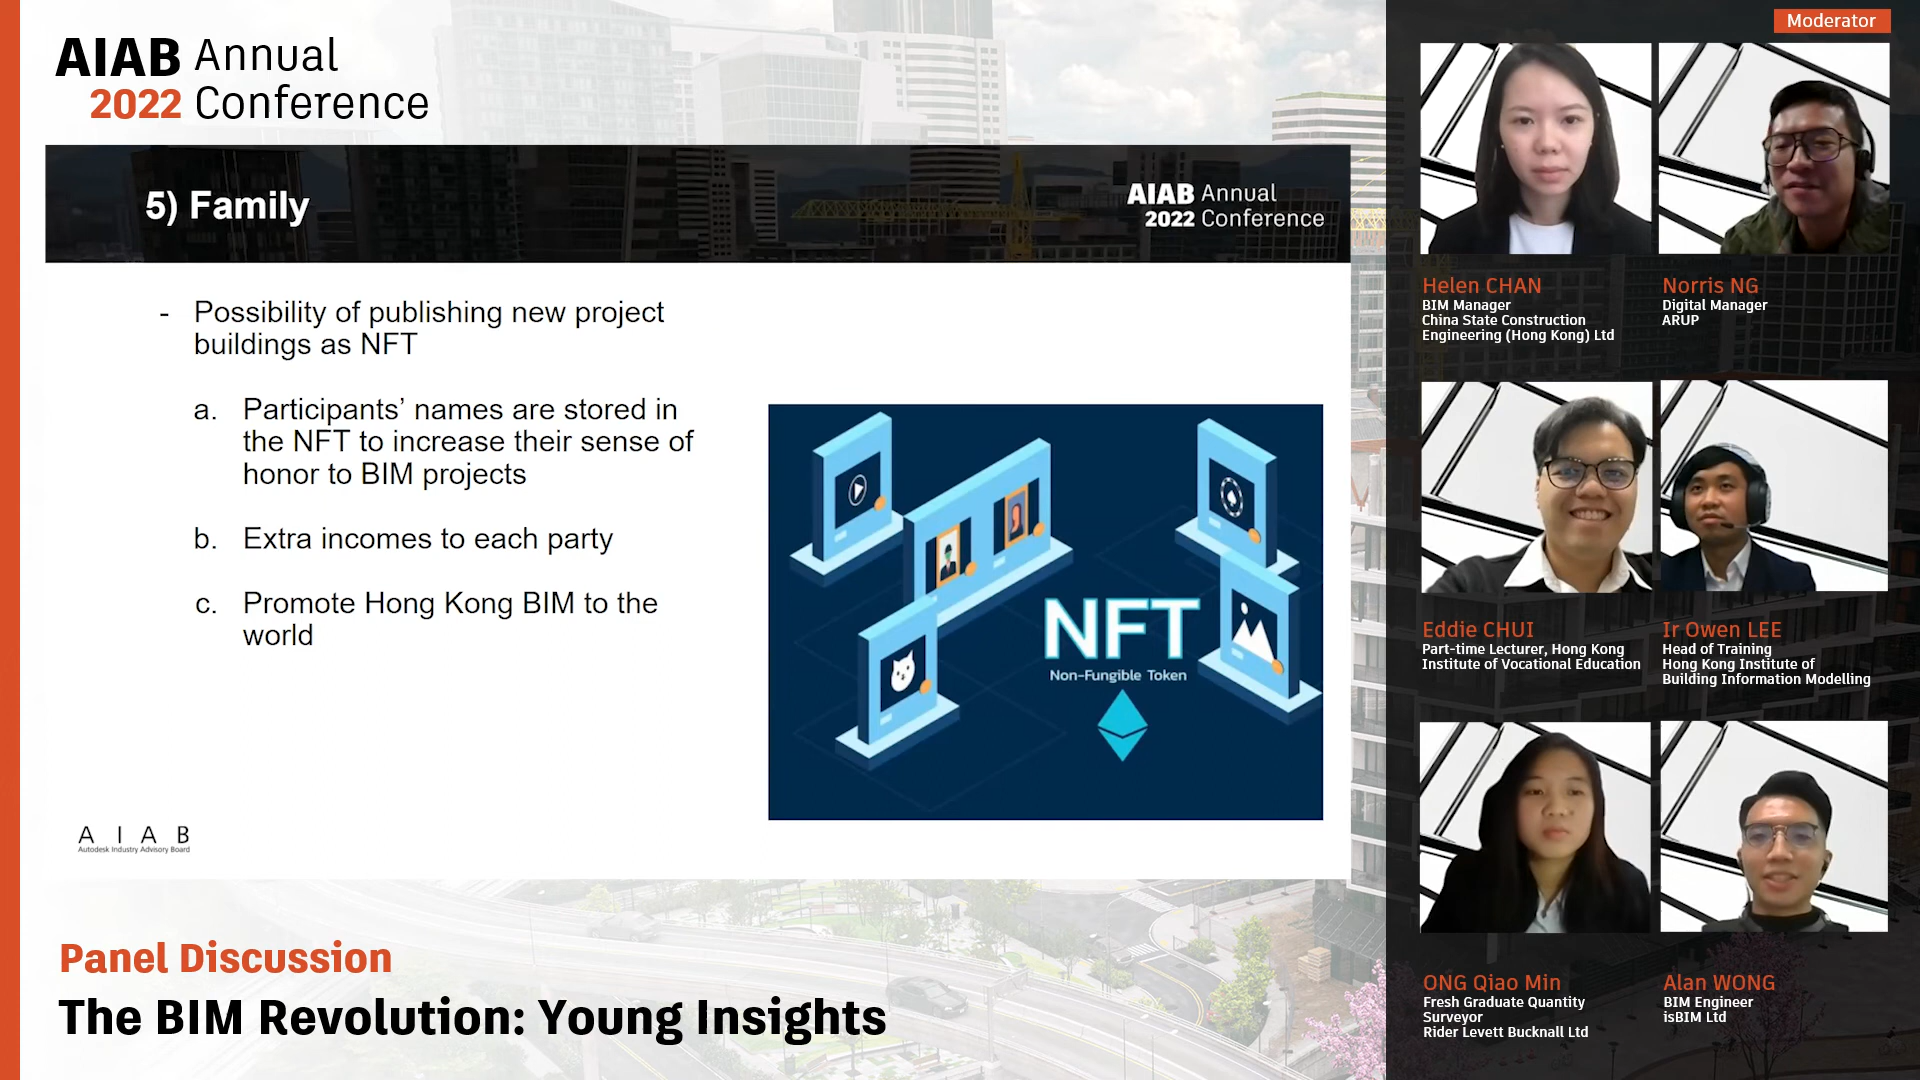 AIAB Annual
2022 Conference
5) Family
AIAB Annual
2022 Conference
- Possibility of publishing new project
buildings as NFT
a. Participants’ names are stored in
the NFT to increase their sense of
honor to BIM projects
b. Extra incomes to each party
c. Promote Hong Kong BIM to the
world
NFT
Non-Fungible Token
A I A B
Autodesk Industry Advisory Board
Panel Discussion
The BIM Revolution: Young Insights
Moderator
Helen CHAN
BIM Manager
China State Construction
Engineering (Hong Kong) Ltd
Norris NG
Digital Manager
ARUP
Eddie CHUI
Part-time Lecturer, Hong Kong
Institute of Vocational Education
Ir Owen LEE
Head of Training
Hong Kong Institute of
Building Information Modelling
ONG Qiao Min
Fresh Graduate Quantity
Surveyor
Rider Levett Bucknall Ltd
Alan WONG
BIM Engineer
isBIM Ltd